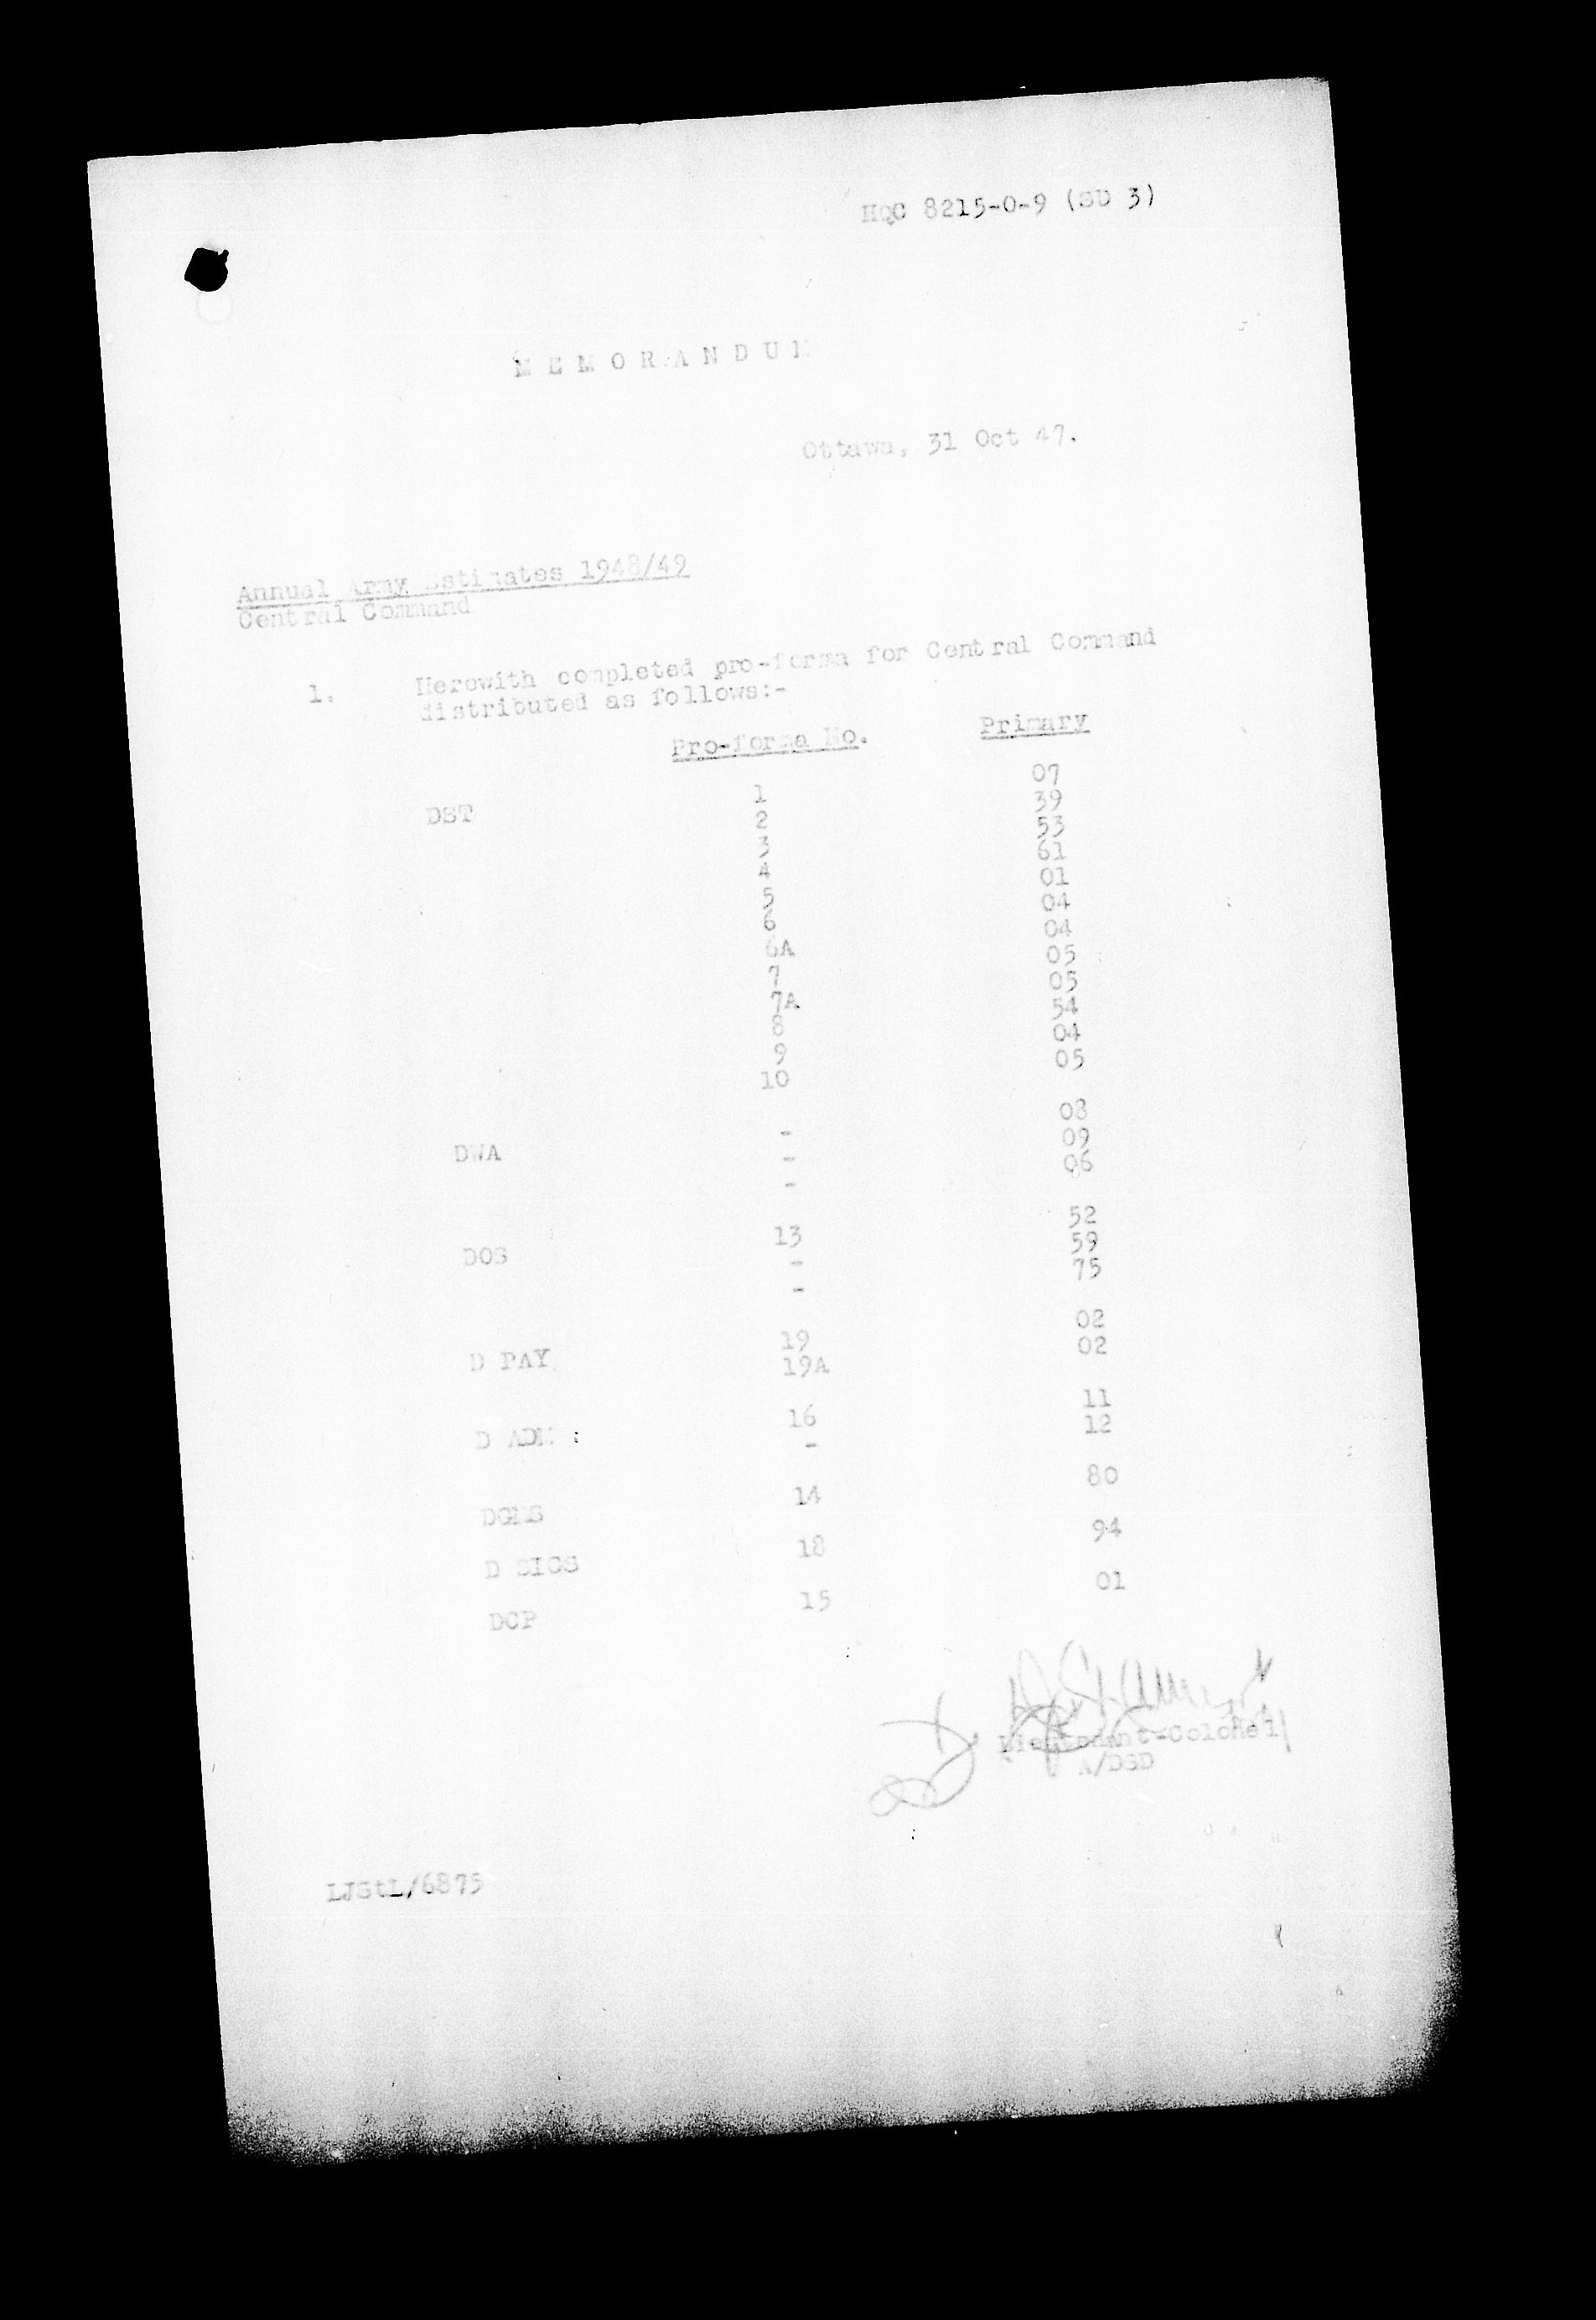 HQC 8215-0-9 (SD 3)
MEMORANDUM
Ottawa, 31 Oct 47.
Annual Army Estimates 1948/49
Central Command
1. Herewith completed pro-forma for Central Command
distributed as follows:-
Pro-forma No. Primary
DST 1 07
2 39
3 53
4 61
5 01
6 04
6A 04
7 05
7A 05
8 54
9 04
10 05
DWA - 08
- 09
- 06
DOS 13 52
- 59
- 75
D PAY 19 02
19A 02
D ADM 16 11
- 12
DGMS 14 80
D SIGS 18 94
DCP 15 01
Lieutenant-Colonel
A/DSD
LJStL/6875